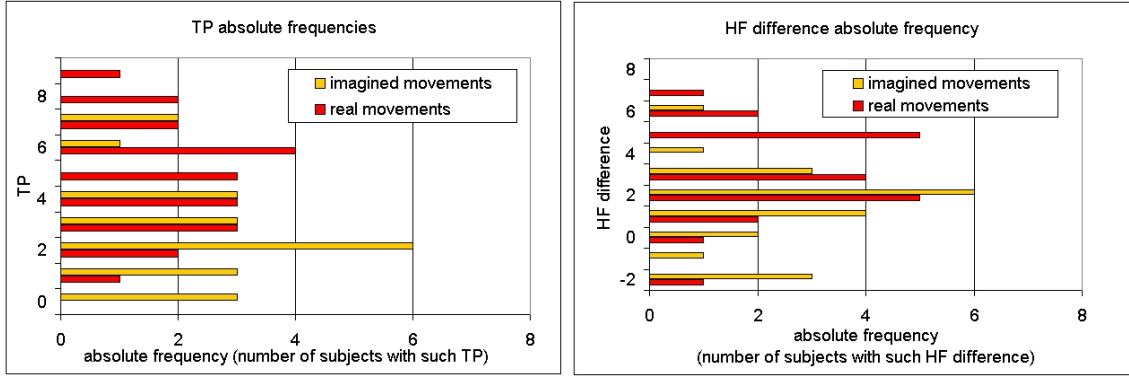 TP absolute frequencies
imagined movements
real movements
8
6
4
2
0
TP
0 2 4 6 8
absolute frequency (number of subjects with such TP)
HF difference absolute frequency
imagined movements
real movements
8
6
4
2
0
-2
HF difference
0 2 4 6 8
absolute frequency
(number of subjects with such HF difference)